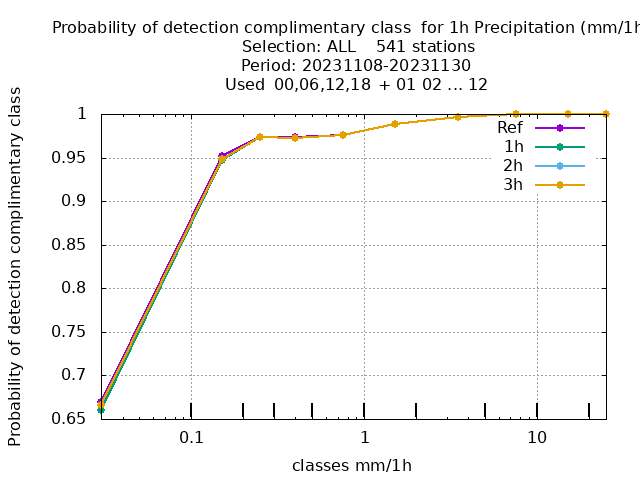 Probability of detection complimentary class  for 1h Precipitation (mm/1h
Selection: ALL    541 stations
Period: 20231108-20231130
Used  00,06,12,18  + 01 02 ... 12
Probability of detection complimentary class
1
0.95
0.9
0.85
0.8
0.75
0.7
0.65
Ref
1h
2h
3h
0.1
1
10
classes mm/1h